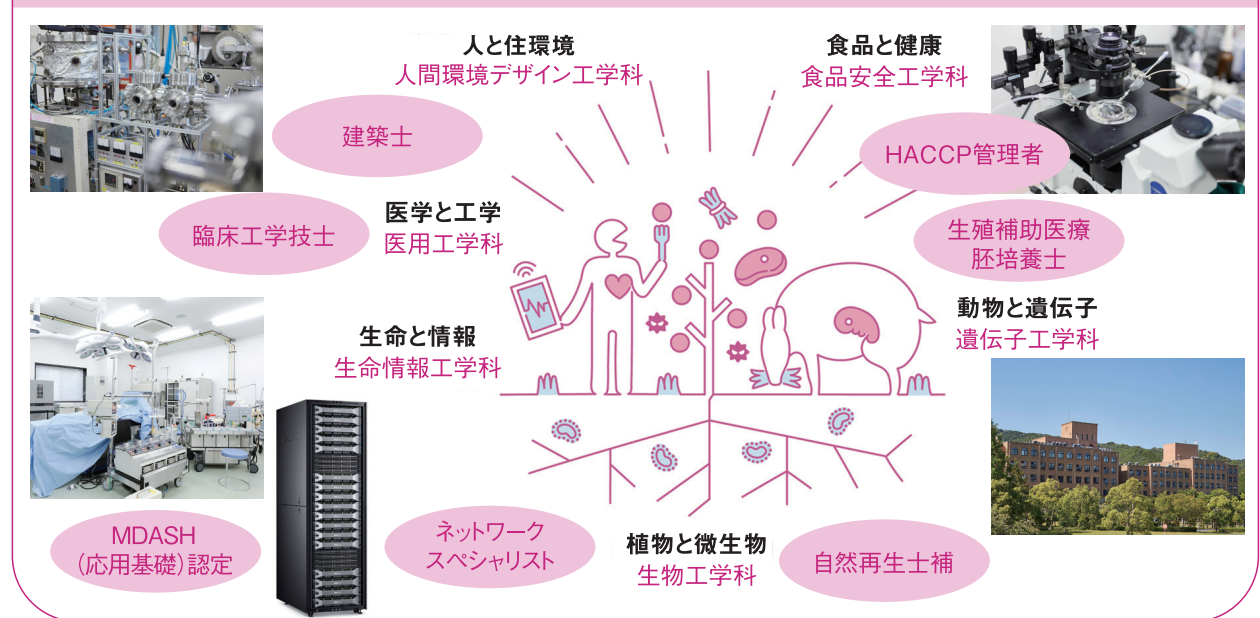 人と住環境
人間環境デザイン工学科
食品と健康
食品安全工学科
建築士
HACCP管理者
医学と工学
医用工学科
臨床工学技士
生殖補助医療
胚培養士
動物と遺伝子
遺伝子工学科
生命と情報
生命情報工学科
MDASH
（応用基礎）認定
ネットワーク
スペシャリスト
植物と微生物
生物工学科
自然再生士補